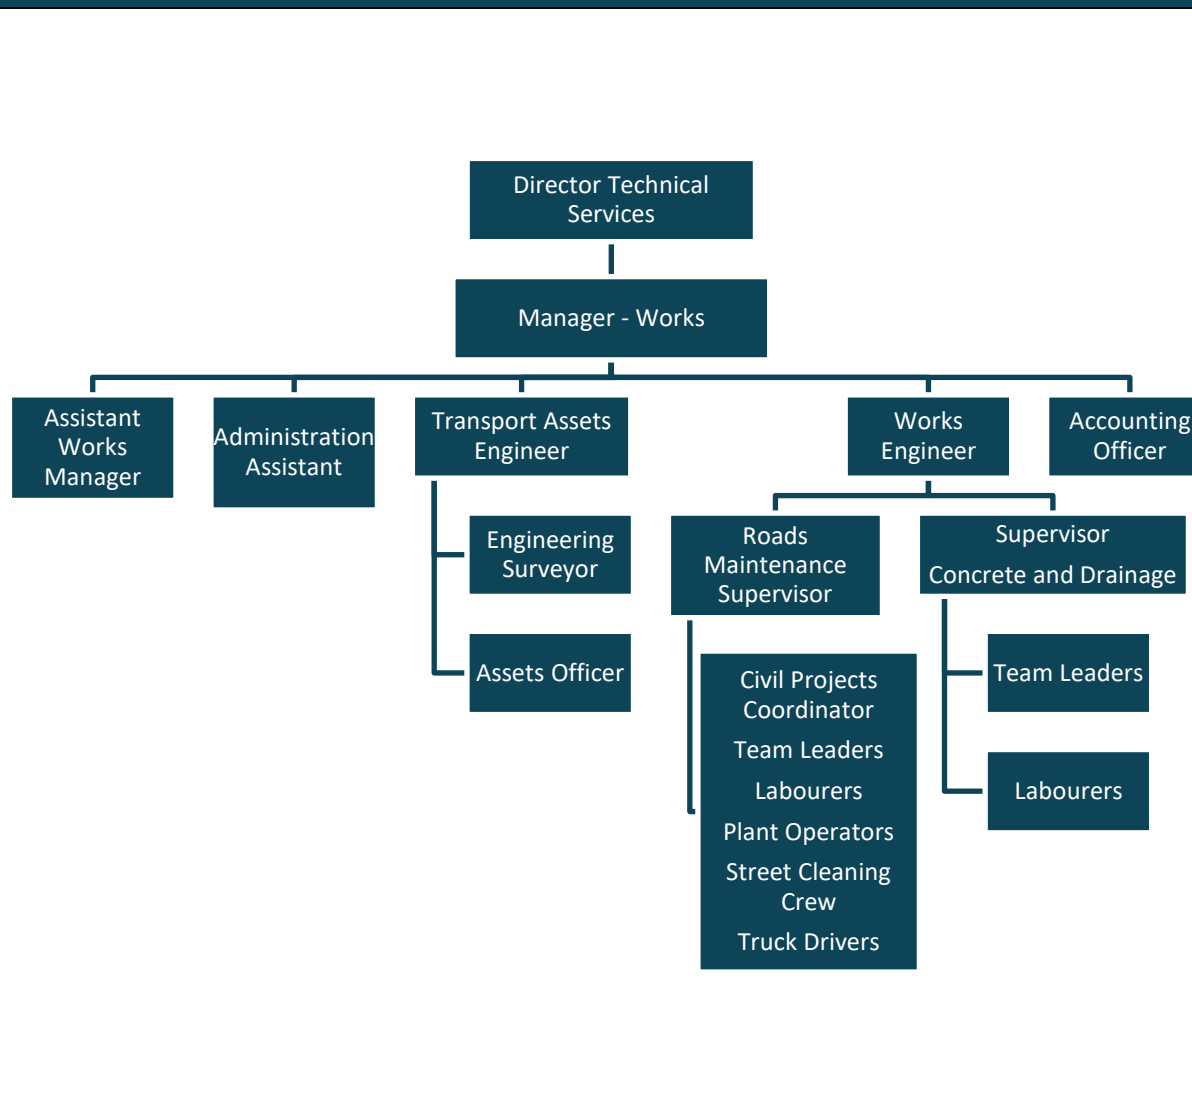 Director Technical
Services
Manager - Works
Assistant
Works
Manager
Administration
Assistant
Transport Assets
Engineer
Works
Engineer
Accounting
Officer
Engineering
Surveyor
Assets Officer
Roads
Maintenance
Supervisor
Civil Projects
Coordinator
Team Leaders
Labourers
Plant Operators
Street Cleaning
Crew
Truck Drivers
Supervisor
Concrete and Drainage
Team Leaders
Labourers